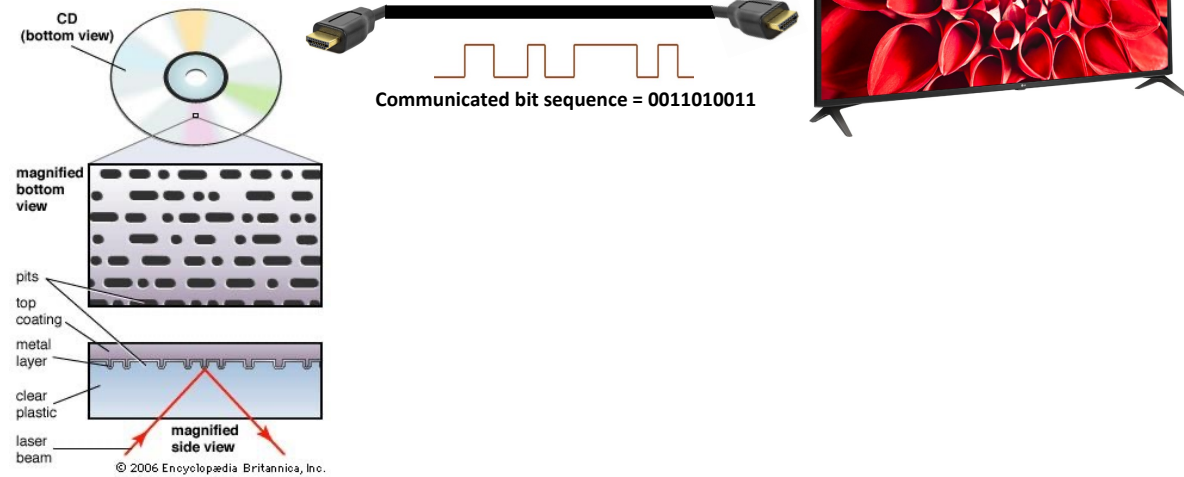 CD
(bottom view)
Communicated bit sequence = 0011010011
magnified
bottom
view
pits
top
coating
metal
layer
clear
plastic
laser
beam
magnified
side view
© 2006 Encyclopædia Britannica, Inc.